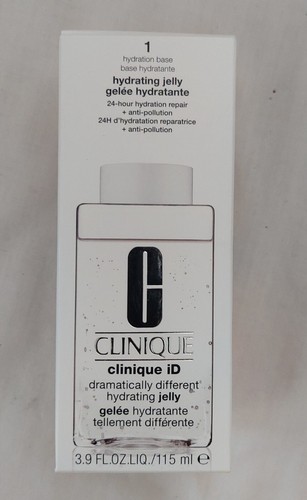 1
hydration base
base hydratante
hydrating jelly
gelée hydratante
24-hour hydration repair
+ anti-pollution
24H d'hydratation reparatrice
+ anti-pollution
C
CLINIQUE
clinique iD
dramatically different
hydrating jelly
gelée hydratante
tellement différente
3.9 FL.OZ.LIQ./115 ml ℮